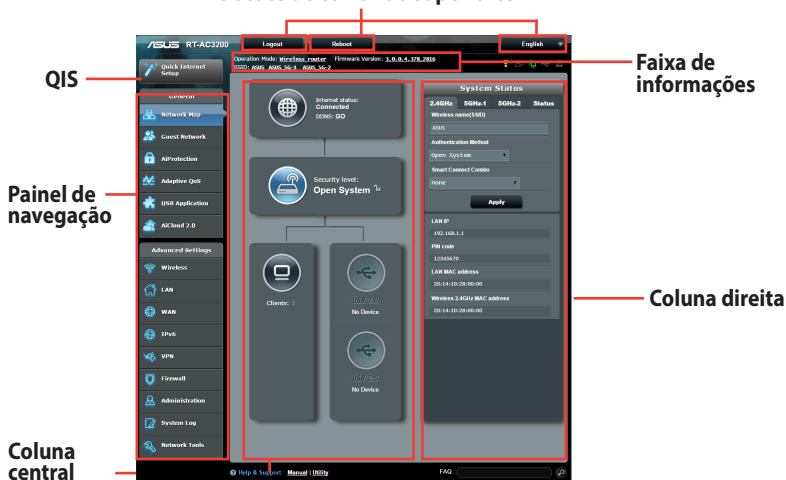 QIS
Faixa de
informações
Painel de
navegação
Coluna direita
Coluna
central
ASUS RT-AC3200
Logout
Reboot
English
Quick Internet
Setup
Operation Mode: Wireless router Firmware Version: 3.0.0.4.378_2816
SSID: ASUS ASUS_5G-1 ASUS_5G-2
General
Network Map
Guest Network
AiProtection
Adaptive QoS
USB Application
AiCloud 2.0
Advanced Settings
Wireless
LAN
WAN
IPv6
VPN
Firewall
Administration
System Log
Network Tools
Internet status:
Connected
DDNS: GO
Security level:
Open System
Clients:
USB 2.0
No Device
USB 2.0
No Device
System Status
2.4GHz 5GHz-1 5GHz-2 Status
Wireless name(SSID)
ASUS
Authentication Method
Open System
Smart Connect Combo
none
Apply
LAN IP
192.168.1.1
PIN code
12345670
LAN MAC address
20:14:10:28:00:00
Wireless 2.4GHz MAC address
20:14:10:28:00:00
Help & Support Manual | Utility
FAQ